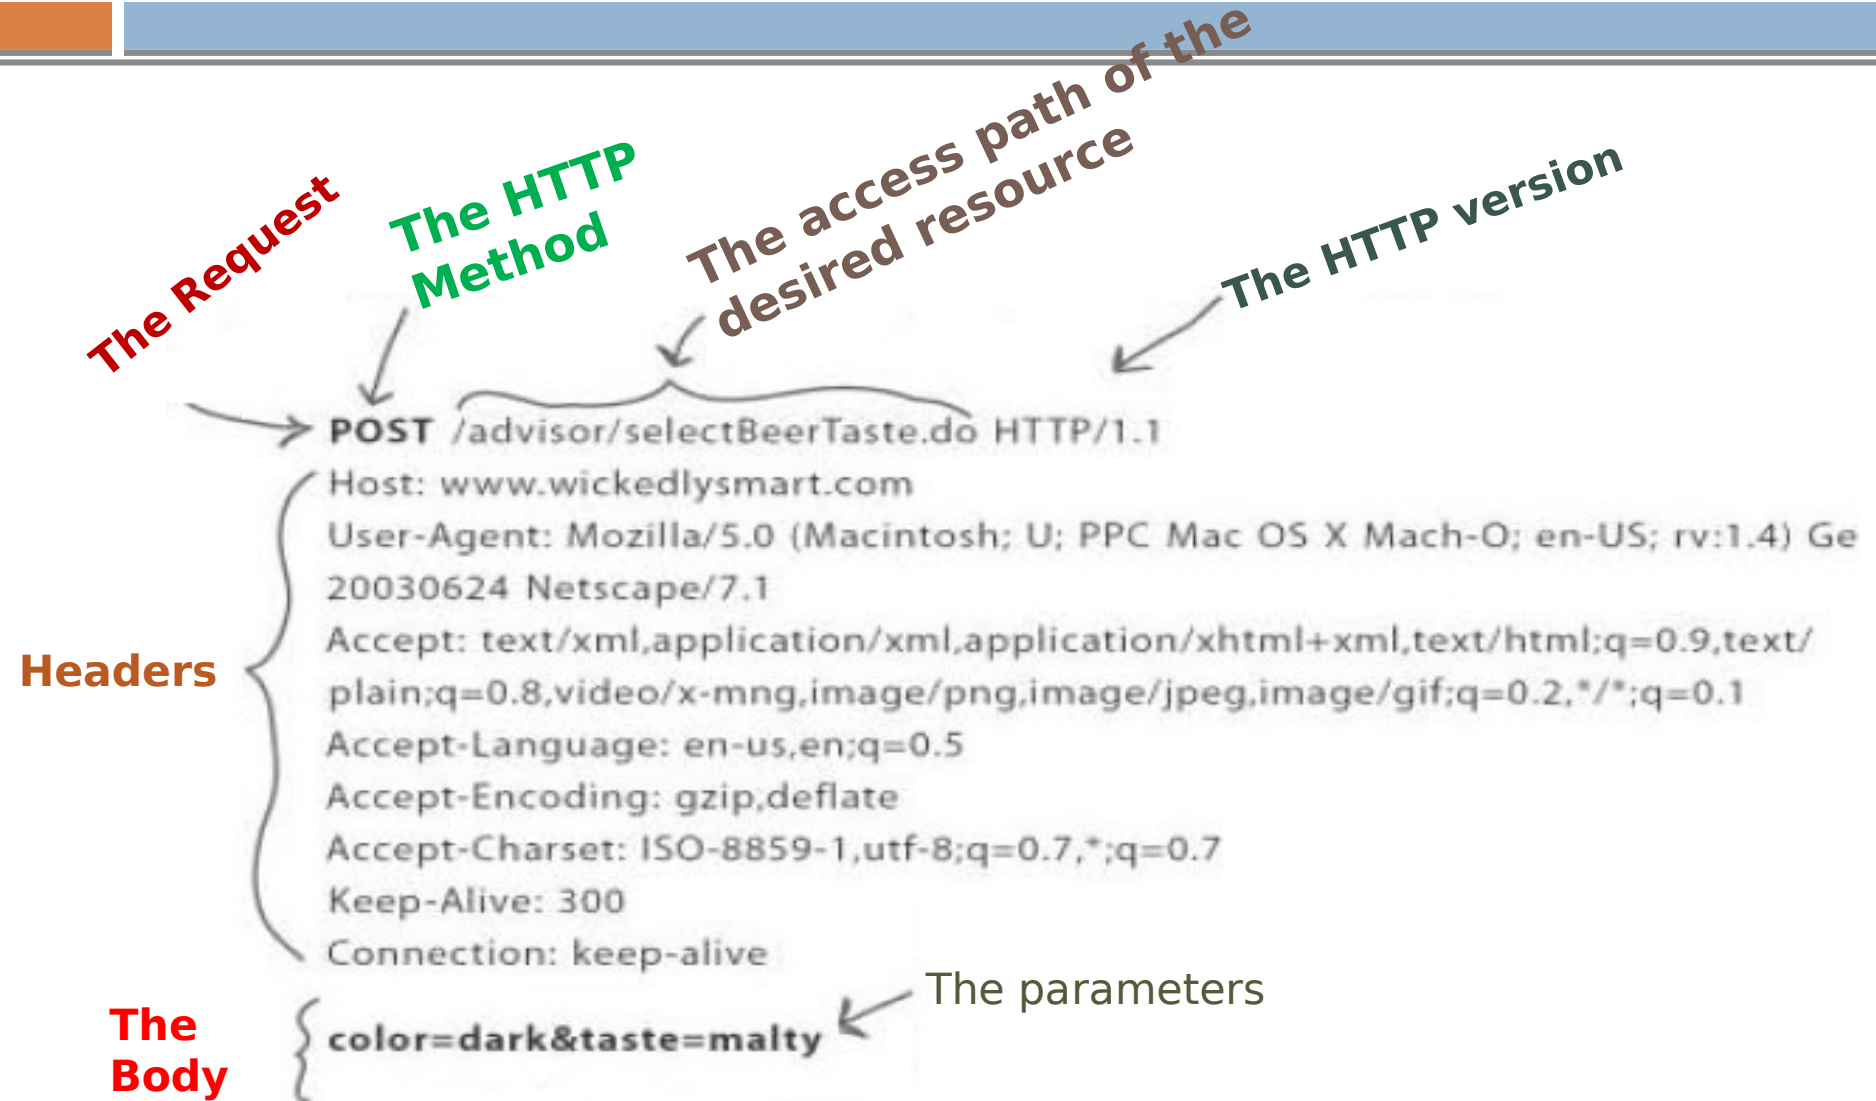 The Request
The HTTP
Method
The access path of the
desired resource
The HTTP version
POST /advisor/selectBeerTaste.do HTTP/1.1
Host: www.wickedlysmart.com
User-Agent: Mozilla/5.0 (Macintosh; U; PPC Mac OS X Mach-O; en-US; rv:1.4) Ge
20030624 Netscape/7.1
Accept: text/xml,application/xml,application/xhtml+xml,text/html;q=0.9,text/
Headers
plain;q=0.8,video/x-mng,image/png,image/jpeg,image/gif;q=0.2,*/*;q=0.1
Accept-Language: en-us,en;q=0.5
Accept-Encoding: gzip,deflate
Accept-Charset: ISO-8859-1,utf-8;q=0.7,*;q=0.7
Keep-Alive: 300
Connection: keep-alive
The parameters
The
Body
color=dark&taste=malty